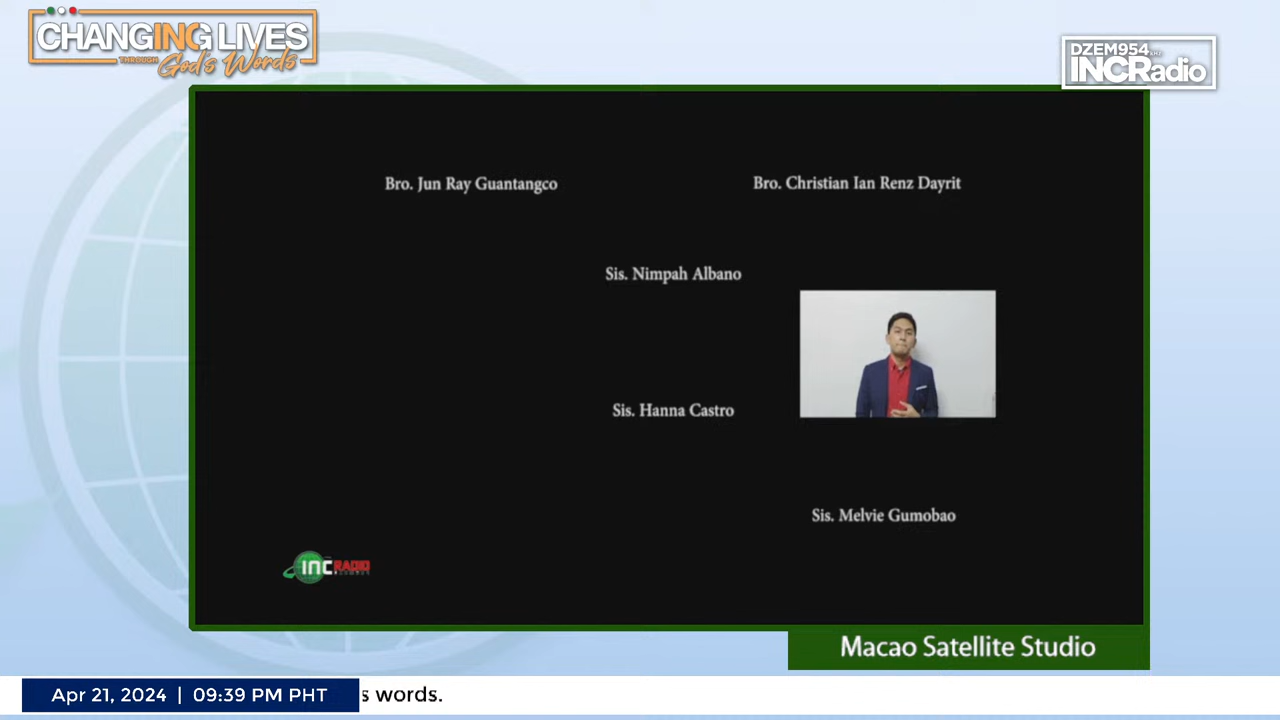 CHANGING LIVES
THROUGH God's Words
DZEM954
INCRadio
Bro. Jun Ray Guantangco
Bro. Christian Ian Renz Dayrit
Sis. Nimpah Albano
Sis. Hanna Castro
Sis. Melvie Gumobao
INC RADIO
Macao Satellite Studio
Apr 21, 2024 | 09:39 PM PHT
s words.